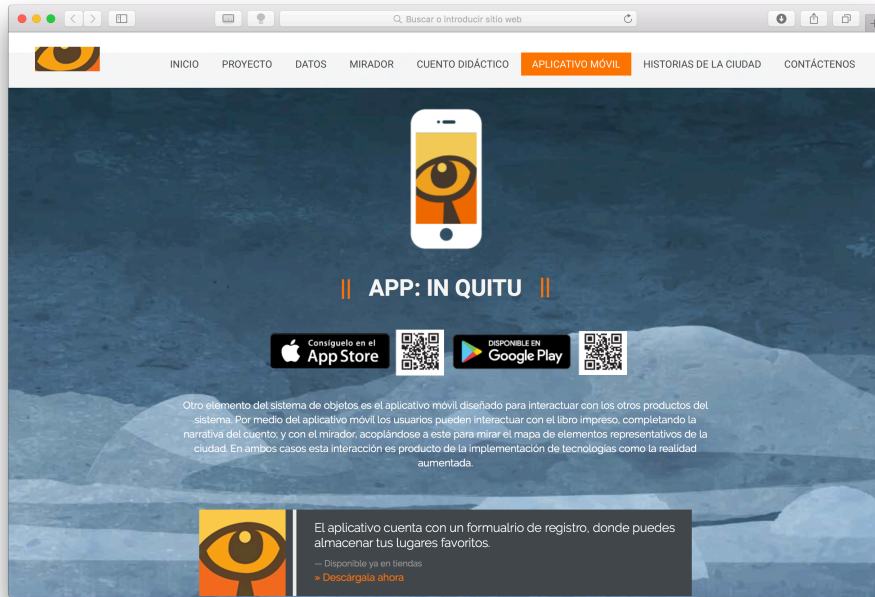 Buscar o introducir sitio web
INICIO PROYECTO DATOS MIRADOR CUENTO DIDÁCTICO APLICATIVO MÓVIL HISTORIAS DE LA CIUDAD CONTÁCTENOS
|| APP: IN QUITU ||
Consíguelo en el
App Store
DISPONIBLE EN
Google Play
Otro elemento del sistema de objetos es el aplicativo móvil diseñado para interactuar con los otros productos del
sistema. Por medio del aplicativo móvil los usuarios pueden interactuar con el libro impreso, completando la
narrativa del cuento; y con el mirador, acoplándose a este para mirar el mapa de elementos representativos de la
ciudad. En ambos casos esta interacción es producto de la implementación de tecnologías como la realidad
aumentada.
El aplicativo cuenta con un formualrio de registro, donde puedes
almacenar tus lugares favoritos.
— Disponible ya en tiendas
» Descárgala ahora